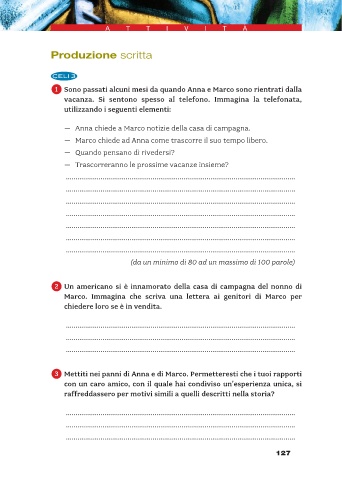 ATTIVITÀ
Produzione scritta
CELI 3
1 Sono passati alcuni mesi da quando Anna e Marco sono rientrati dalla
vacanza. Si sentono spesso al telefono. Immagina la telefonata,
utilizzando i seguenti elementi:
— Anna chiede a Marco notizie della casa di campagna.
— Marco chiede ad Anna come trascorre il suo tempo libero.
— Quando pensano di rivedersi?
— Trascorreranno le prossime vacanze insieme?
(da un minimo di 80 ad un massimo di 100 parole)
2 Un americano si è innamorato della casa di campagna del nonno di
Marco. Immagina che scriva una lettera ai genitori di Marco per
chiedere loro se è in vendita.
3 Mettiti nei panni di Anna e di Marco. Permetteresti che i tuoi rapporti
con un caro amico, con il quale hai condiviso un'esperienza unica, si
raffreddassero per motivi simili a quelli descritti nella storia?
127